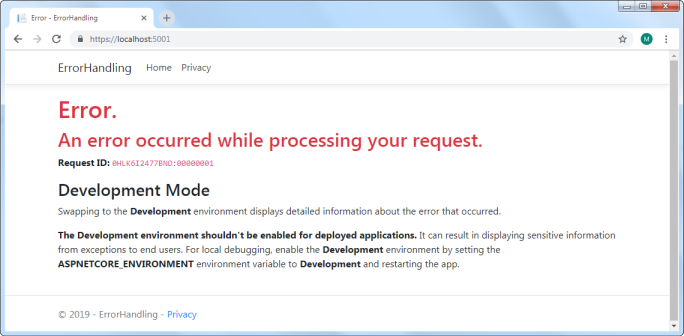 Error - ErrorHandling
https://localhost:5001
M
ErrorHandling Home Privacy
Error.
An error occurred while processing your request.
Request ID: 0HLK6I2477BNO:00000001
Development Mode
Swapping to the Development environment displays detailed information about the error that occurred.
The Development environment shouldn't be enabled for deployed applications. It can result in displaying sensitive information
from exceptions to end users. For local debugging, enable the Development environment by setting the
ASPNETCORE_ENVIRONMENT environment variable to Development and restarting the app.
© 2019 - ErrorHandling - Privacy